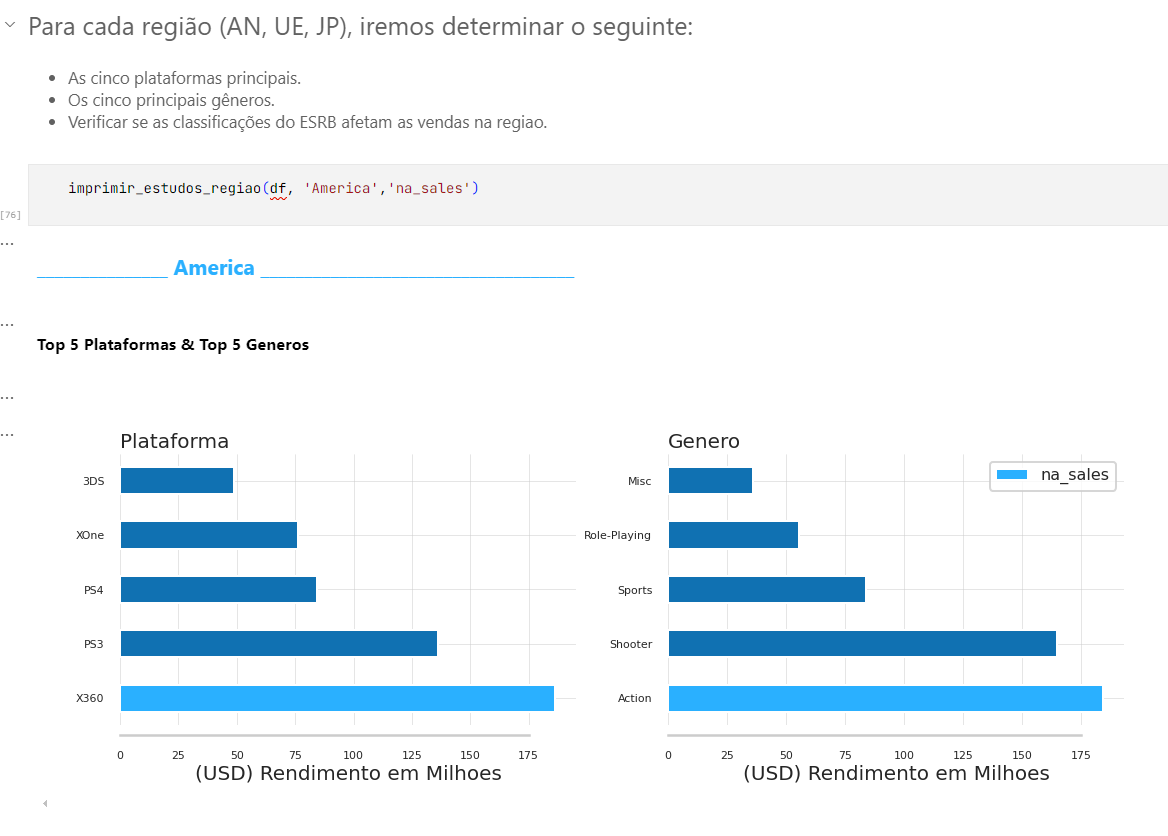 Para cada região (AN, UE, JP), iremos determinar o seguinte:
As cinco plataformas principais.
Os cinco principais gêneros.
Verificar se as classificações do ESRB afetam as vendas na regiao.
imprimir_estudos_regiao(df, 'America','na_sales')
[76]
...
______________ America ______________________________
...
Top 5 Plataformas & Top 5 Generos
...
...
Plataforma
3DS
XOne
PS4
PS3
X360
0 25 50 75 100 125 150 175
(USD) Rendimento em Milhoes
Genero
na_sales
Misc
Role-Playing
Sports
Shooter
Action
0 25 50 75 100 125 150 175
(USD) Rendimento em Milhoes